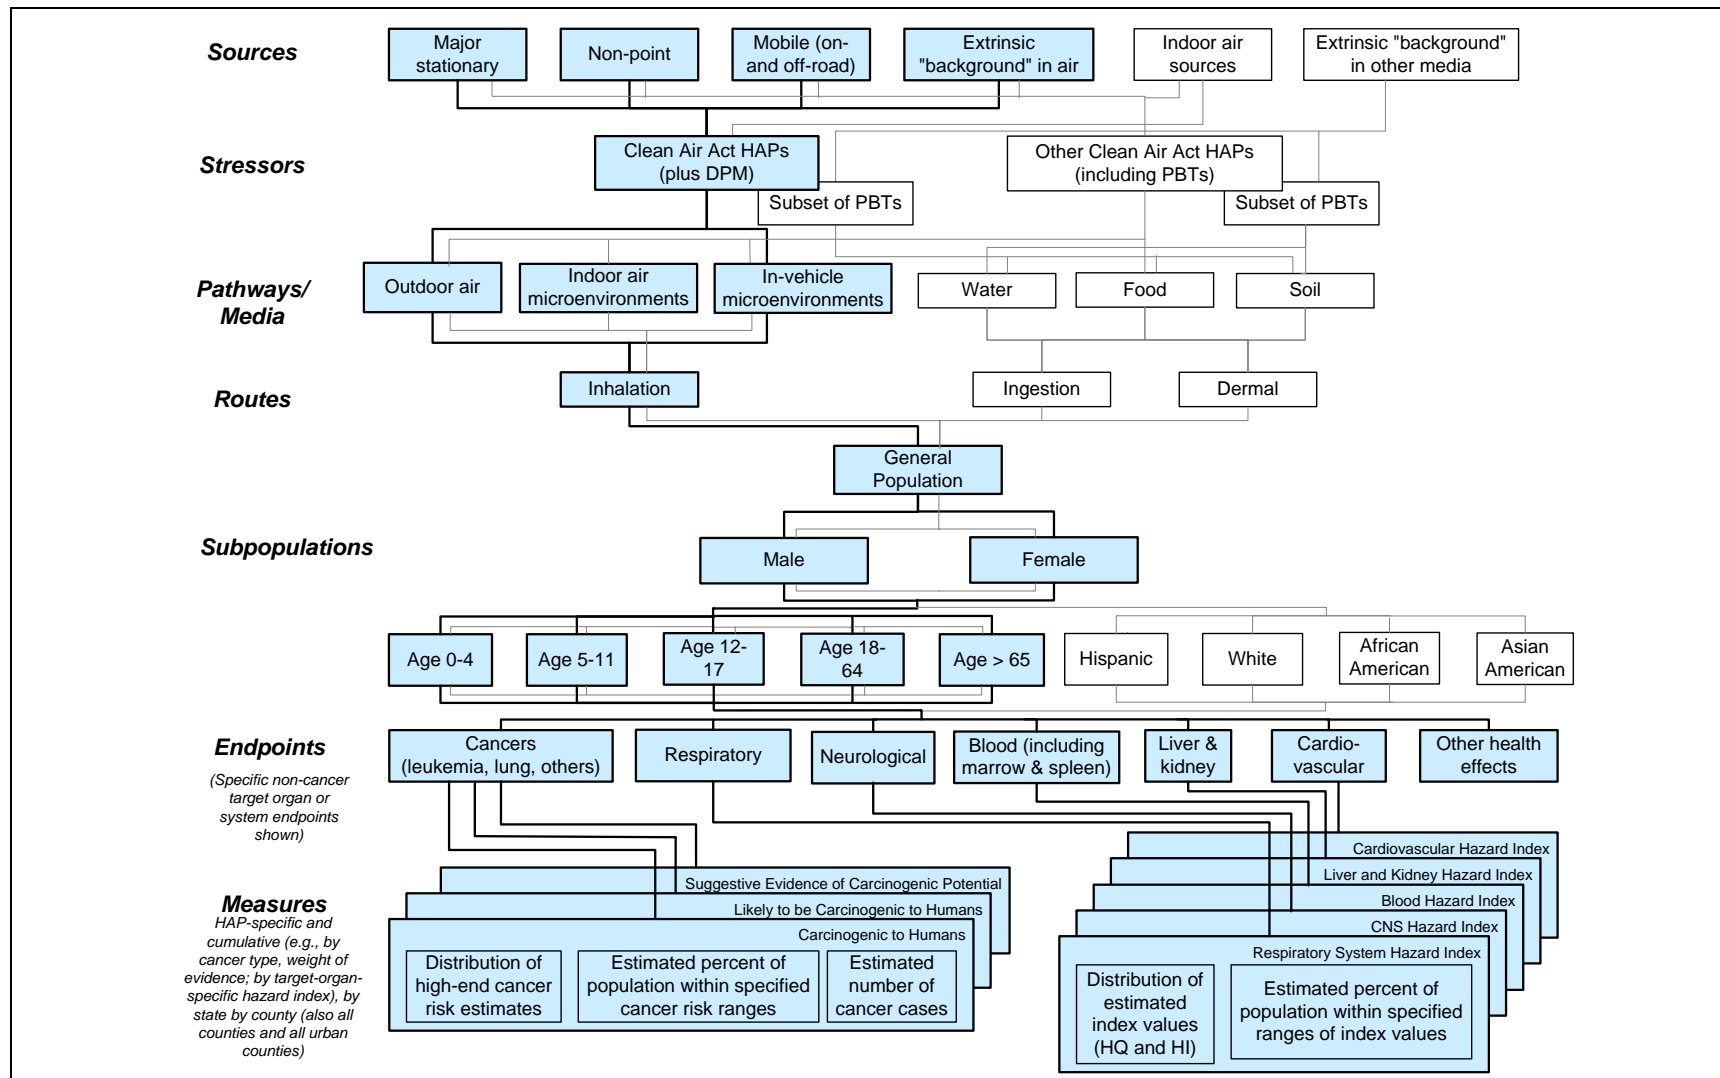 Sources
Major
stationary
Non-point
Mobile (on-
and off-road)
Extrinsic
"background" in air
Indoor air
sources
Extrinsic "background"
in other media
Stressors
Clean Air Act HAPs
(plus DPM)
Subset of PBTs
Other Clean Air Act HAPs
(including PBTs)
Subset of PBTs
Pathways/
Media
Outdoor air
Indoor air
microenvironments
In-vehicle
microenvironments
Water
Food
Soil
Routes
Inhalation
Ingestion
Dermal
General
Population
Subpopulations
Male
Female
Age 0-4
Age 5-11
Age 12-
17
Age 18-
64
Age > 65
Hispanic
White
African
American
Asian
American
Endpoints
(Specific non-cancer
target organ or
system endpoints
shown)
Cancers
(leukemia, lung, others)
Respiratory
Neurological
Blood (including
marrow & spleen)
Liver &
kidney
Cardio-
vascular
Other health
effects
Measures
HAP-specific and
cumulative (e.g., by
cancer type, weight of
evidence; by target-organ-
specific hazard index), by
state by county (also all
counties and all urban
counties)
Suggestive Evidence of Carcinogenic Potential
Likely to be Carcinogenic to Humans
Carcinogenic to Humans
Distribution of
high-end cancer
risk estimates
Estimated percent of
population within specified
cancer risk ranges
Estimated
number of
cancer cases
Cardiovascular Hazard Index
Liver and Kidney Hazard Index
Blood Hazard Index
CNS Hazard Index
Respiratory System Hazard Index
Distribution of
estimated
index values
(HQ and HI)
Estimated percent of
population within specified
ranges of index values